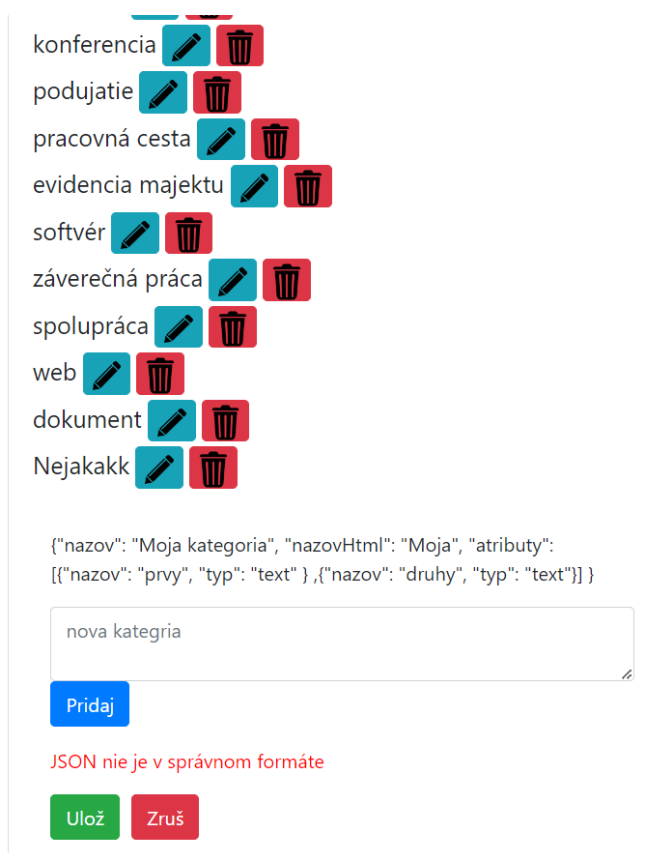 konferencia
podujatie
pracovná cesta
evidencia majektu
softvér
záverečná práca
spolupráca
web
dokument
Nejakakk
{"nazov": "Moja kategoria", "nazovHtml": "Moja", "atributy":
[{"nazov": "prvy", "typ": "text" } ,{"nazov": "druhy", "typ": "text"}] }
nova kategria
Pridaj
JSON nie je v správnom formáte
Ulož Zruš